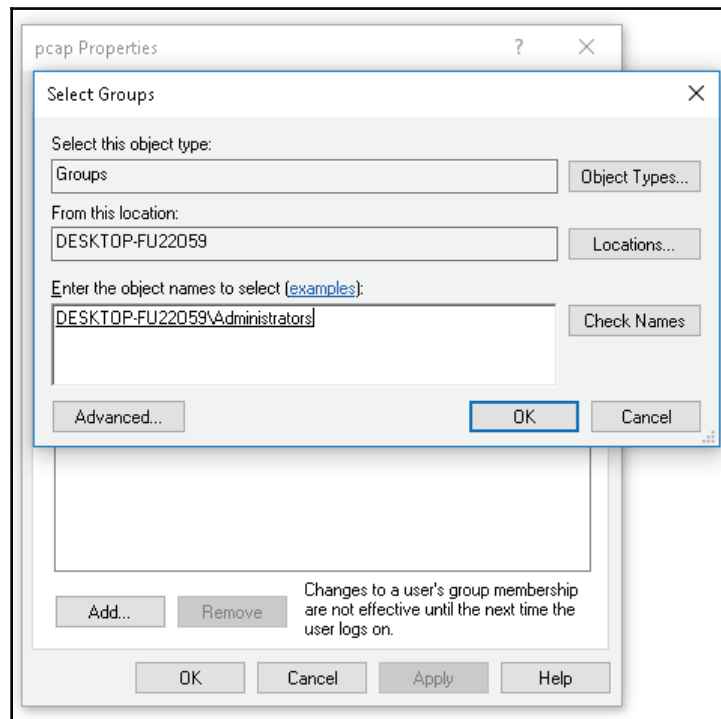 pcap Properties
?
Select Groups
Select this object type:
Groups
Object Types...
From this location:
DESKTOP-FU22O59
Locations...
Enter the object names to select (examples):
DESKTOP-FU22O59\Administrators
Check Names
Advanced...
OK
Cancel
Add...
Remove
Changes to a user's group membership
are not effective until the next time the
user logs on.
OK
Cancel
Apply
Help